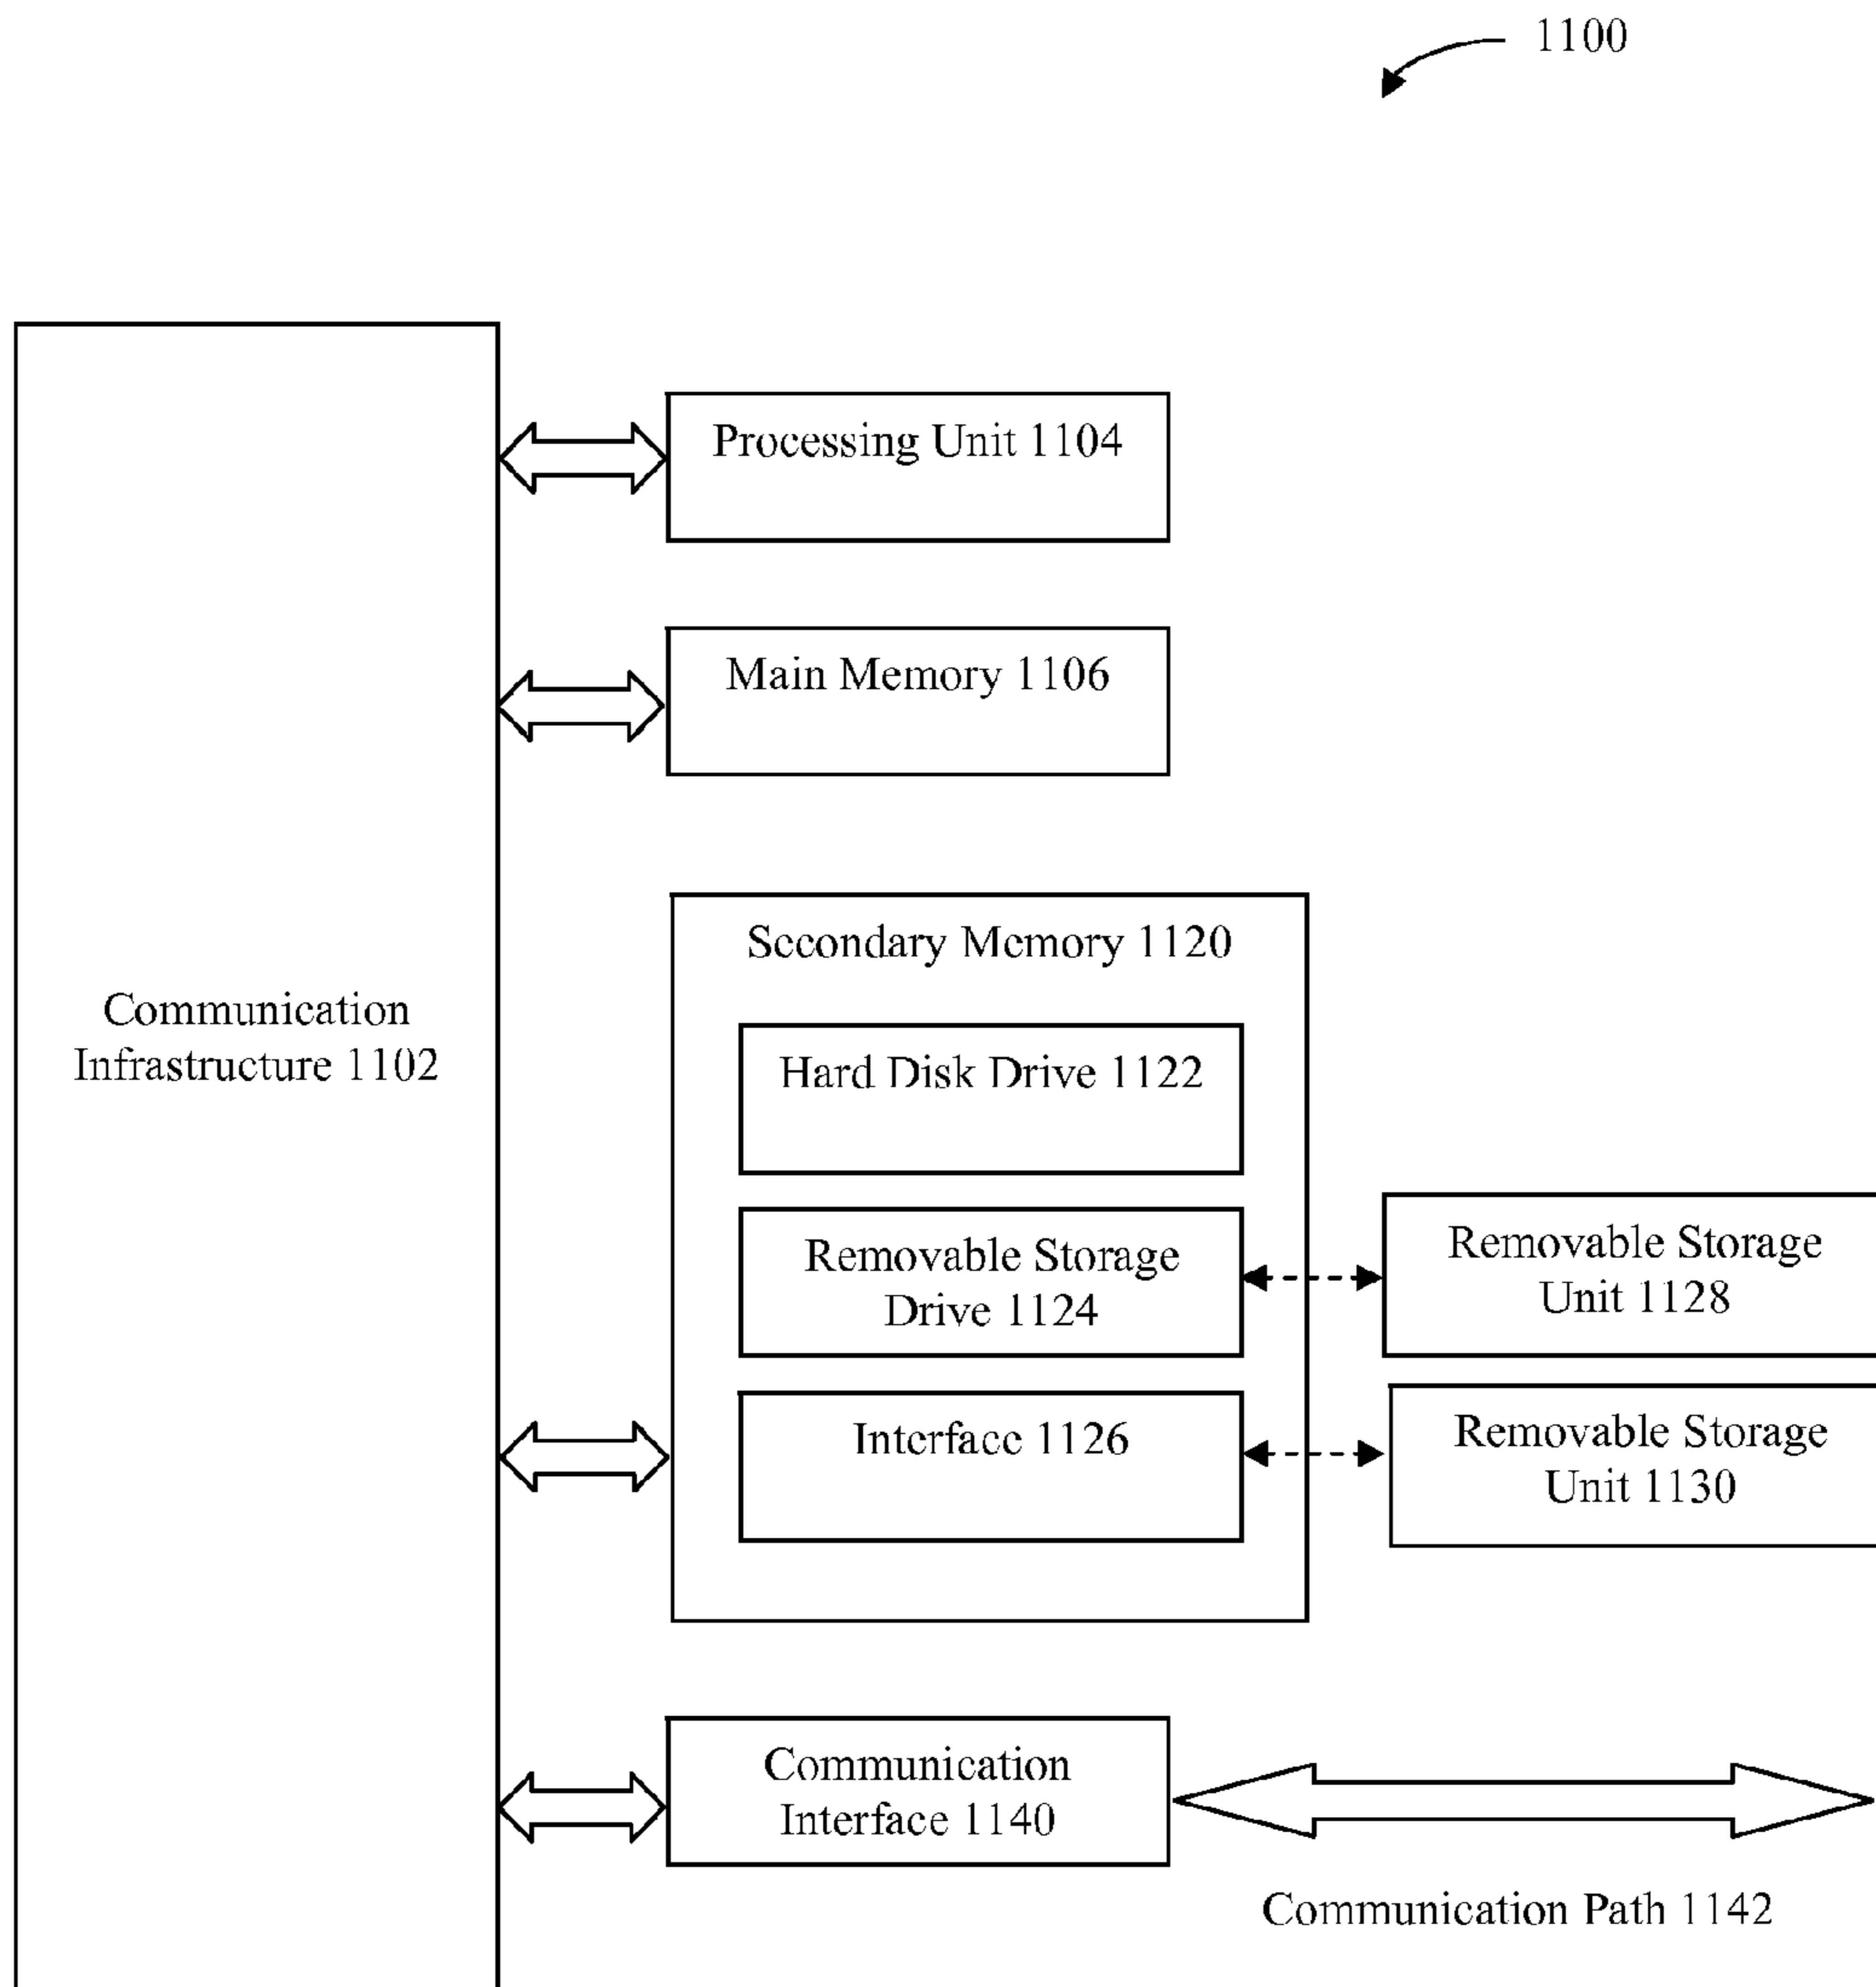 1100
Processing Unit 1104
Main Memory 1106
Secondary Memory 1120
Communication
Infrastructure 1102
Hard Disk Drive 1122
Removable Storage
Drive 1124
Removable Storage
Unit 1128
Interface 1126
Removable Storage
Unit 1130
Communication
Interface 1140
Communication Path 1142